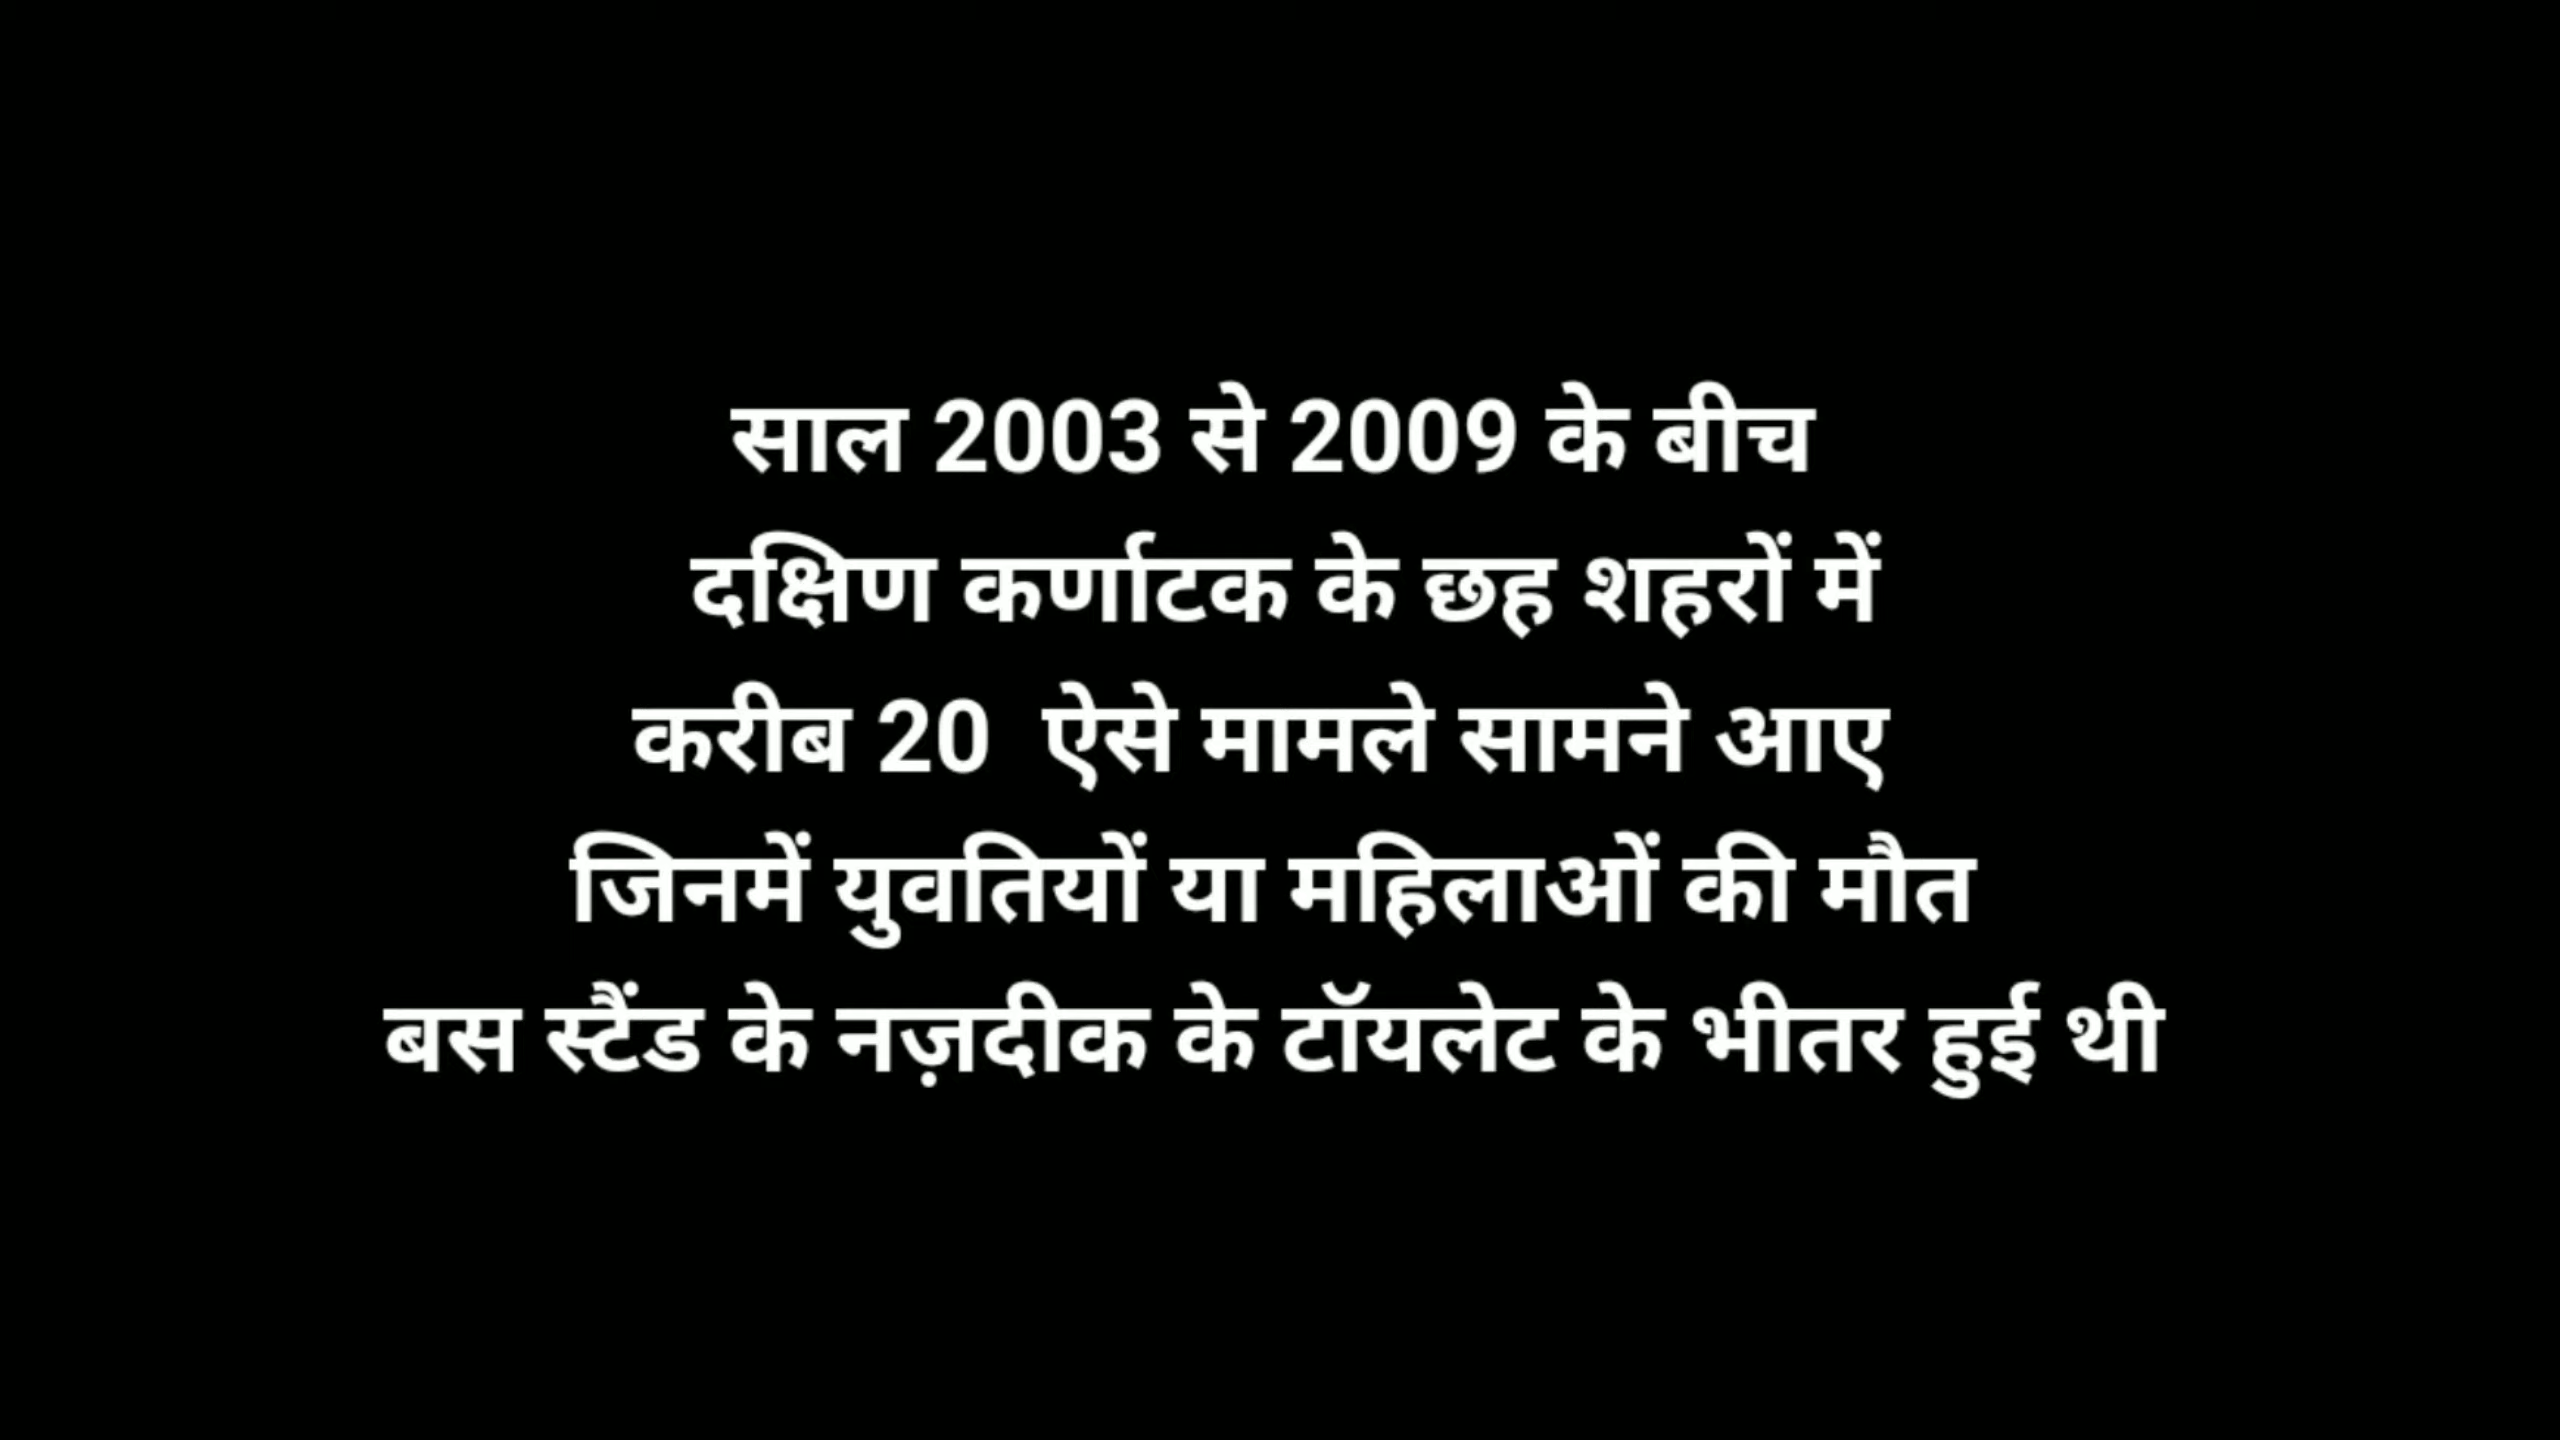 साल 2003 से 2009 के बीच
दक्षिण कर्णाटक के छह शहरों में
करीब 20 ऐसे मामले सामने आए
जिनमें युवतियों या महिलाओं की मौत
बस स्टैंड के नज़दीक के टॉयलेट के भीतर हुई थी